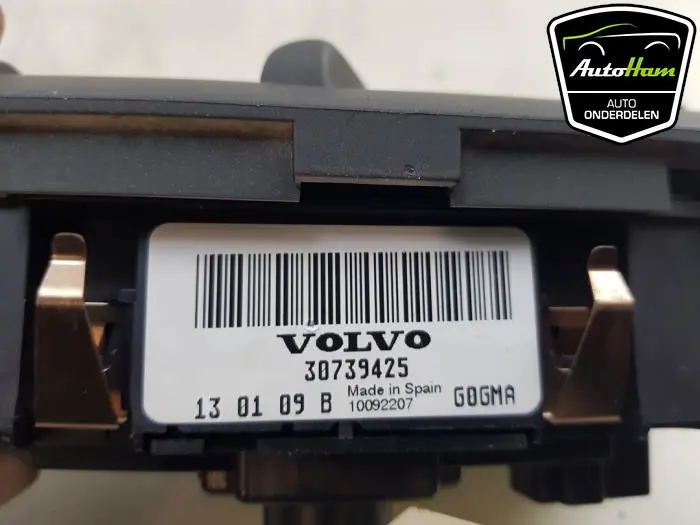 AutoHam
AUTO
ONDERDELEN
VOLVO
30739425
13 01 09 B Made in Spain 10092207 G0GMA